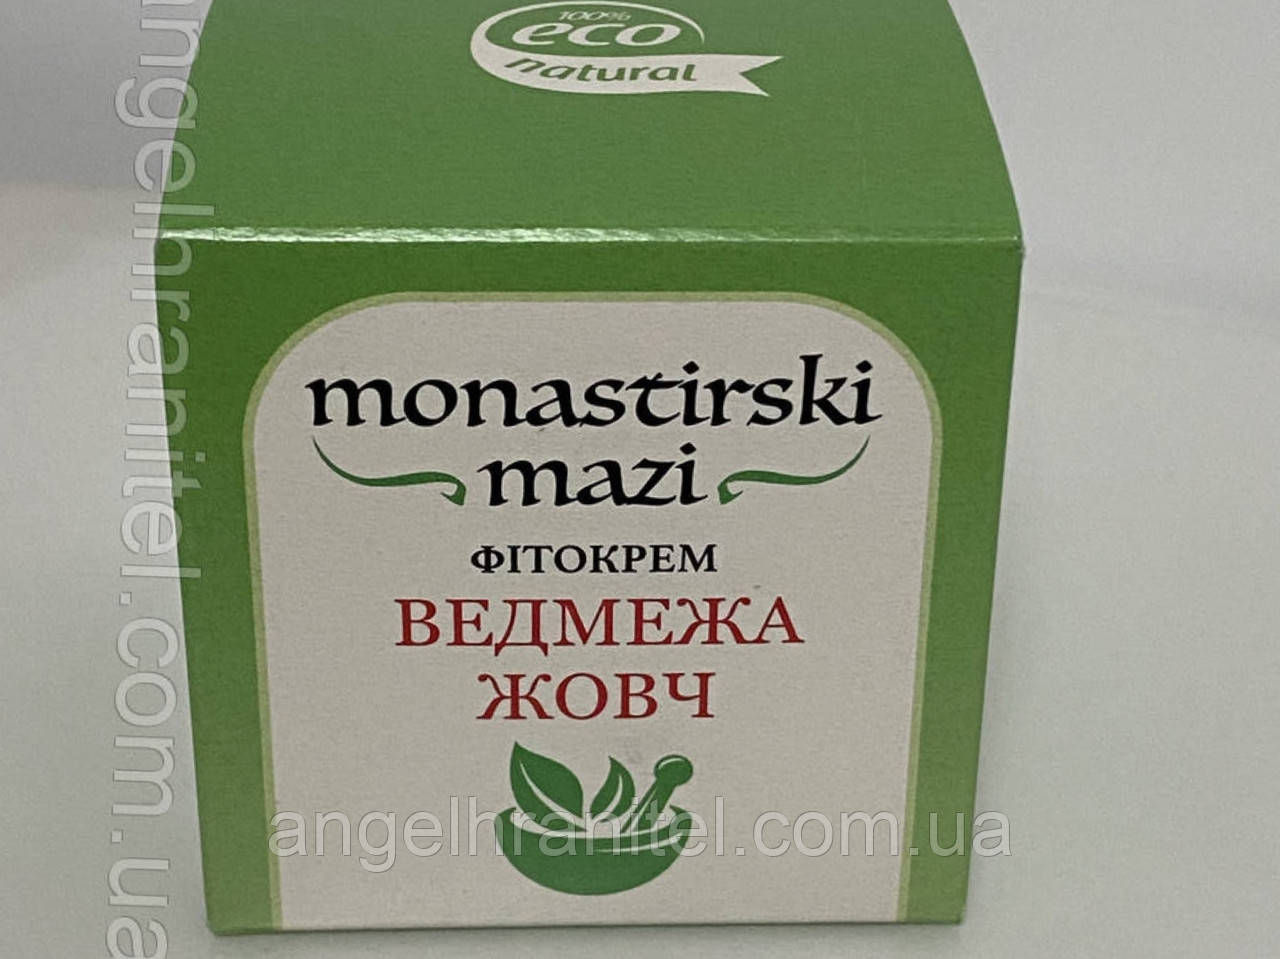 100%
eco
natural
monastirski
mazi
ФІТОКРЕМ
ВЕДМЕЖА
ЖОВЧ
angelhranitel.com.ua
angelhranitel.com.ua